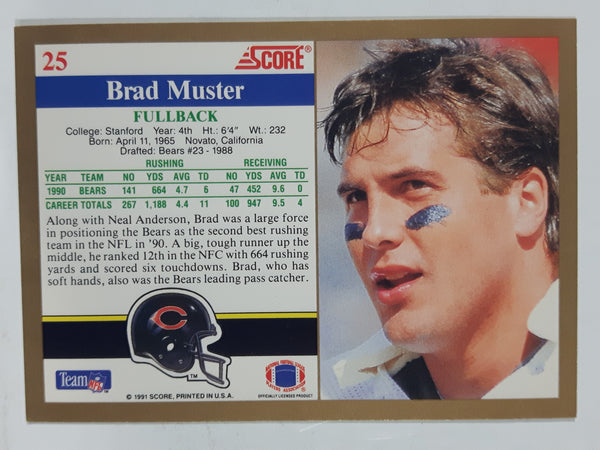 25 SCORE®
Brad Muster
FULLBACK
College: Stanford Year: 4th Ht.: 6'4" Wt.: 232
Born: April 11, 1965 Novato, California
Drafted: Bears #23 - 1988
RUSHING RECEIVING
YEAR TEAM NO YDS AVG TD NO YDS AVG TD
1990 BEARS 141 664 4.7 6 47 452 9.6 0
CAREER TOTALS 267 1,188 4.4 11 100 947 9.5 4
Along with Neal Anderson, Brad was a large force
in positioning the Bears as the second best rushing
team in the NFL in '90. A big, tough runner up the
middle, he ranked 12th in the NFC with 664 rushing
yards and scored six touchdowns. Brad, who has
soft hands, also was the Bears leading pass catcher.
C
TM
Team NFL
NATIONAL FOOTBALL LEAGUE
PLAYERS ASSOCIATION
© 1991 SCORE, PRINTED IN U.S.A.
OFFICIALLY LICENSED PRODUCT